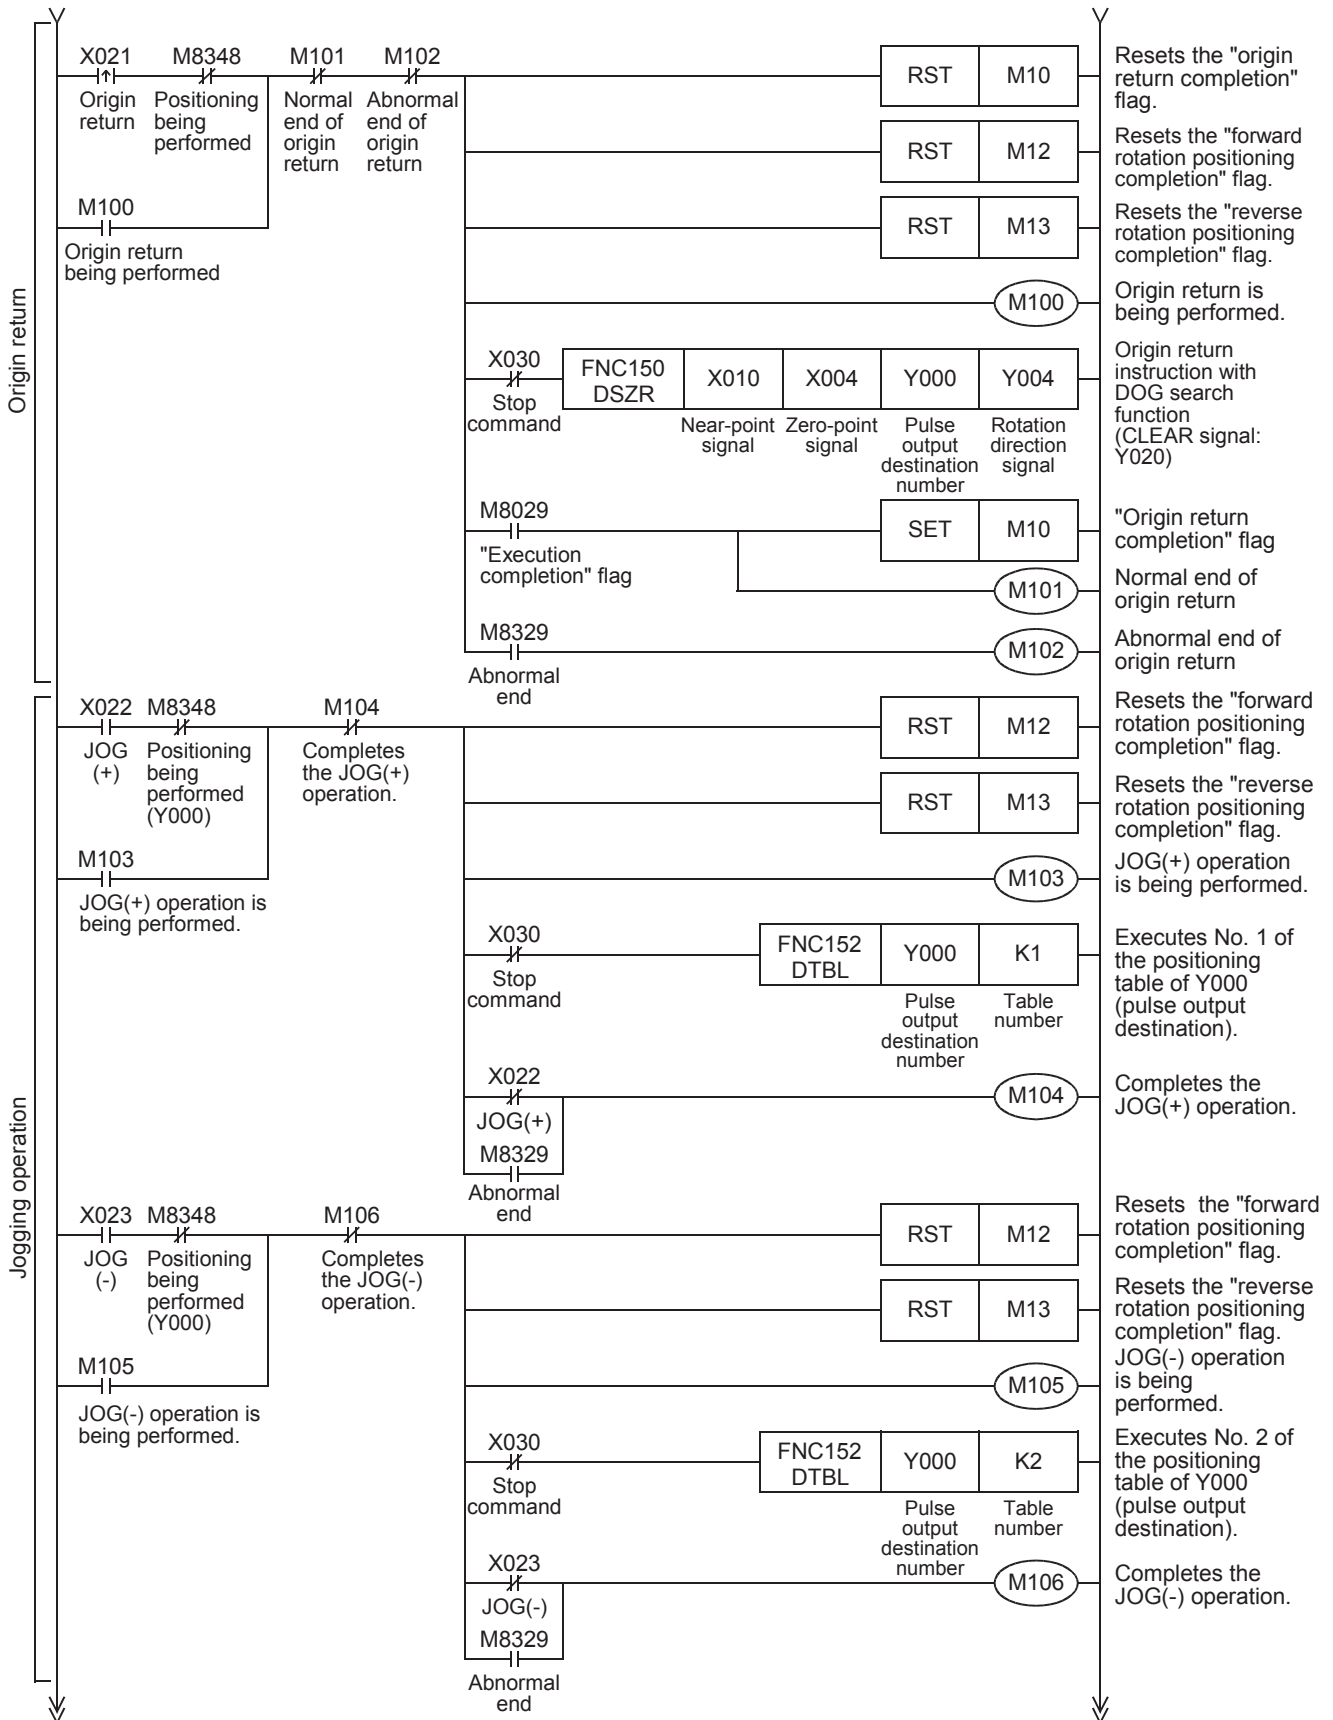 Origin return
X021
M8348
M101
M102
RST M10
Origin
return
Positioning
being
performed
Normal
end of
origin
return
Abnormal
end of
origin
return
Resets the "origin
return completion"
flag.
RST M12
Resets the "forward
rotation positioning
completion" flag.
M100
Origin return
being performed
RST M13
Resets the "reverse
rotation positioning
completion" flag.
M100
Origin return is
being performed.
X030
Stop
command
FNC150
DSZR
X010
X004
Y000
Y004
Near-point
signal
Zero-point
signal
Pulse
output
destination
number
Rotation
direction
signal
Origin return
instruction with
DOG search
function
(CLEAR signal:
Y020)
M8029
"Execution
completion" flag
SET M10
"Origin return
completion" flag
M101
Normal end of
origin return
M8329
Abnormal
end
M102
Abnormal end of
origin return
Jogging operation
X022
M8348
M104
JOG
(+)
Positioning
being
performed
(Y000)
Completes
the JOG(+)
operation.
RST M12
Resets the "forward
rotation positioning
completion" flag.
RST M13
Resets the "reverse
rotation positioning
completion" flag.
M103
JOG(+) operation is
being performed.
M103
JOG(+) operation
is being performed.
X030
Stop
command
FNC152
DTBL
Y000
K1
Pulse
output
destination
number
Table
number
Executes No. 1 of
the positioning
table of Y000
(pulse output
destination).
X022
JOG(+)
M8329
Abnormal
end
M104
Completes the
JOG(+) operation.
X023
M8348
M106
JOG
(-)
Positioning
being
performed
(Y000)
Completes
the JOG(-)
operation.
RST M12
Resets the "forward
rotation positioning
completion" flag.
RST M13
Resets the "reverse
rotation positioning
completion" flag.
M105
JOG(-) operation is
being performed.
M105
JOG(-) operation
is being
performed.
X030
Stop
command
FNC152
DTBL
Y000
K2
Pulse
output
destination
number
Table
number
Executes No. 2 of
the positioning
table of Y000
(pulse output
destination).
X023
JOG(-)
M8329
Abnormal
end
M106
Completes the
JOG(-) operation.